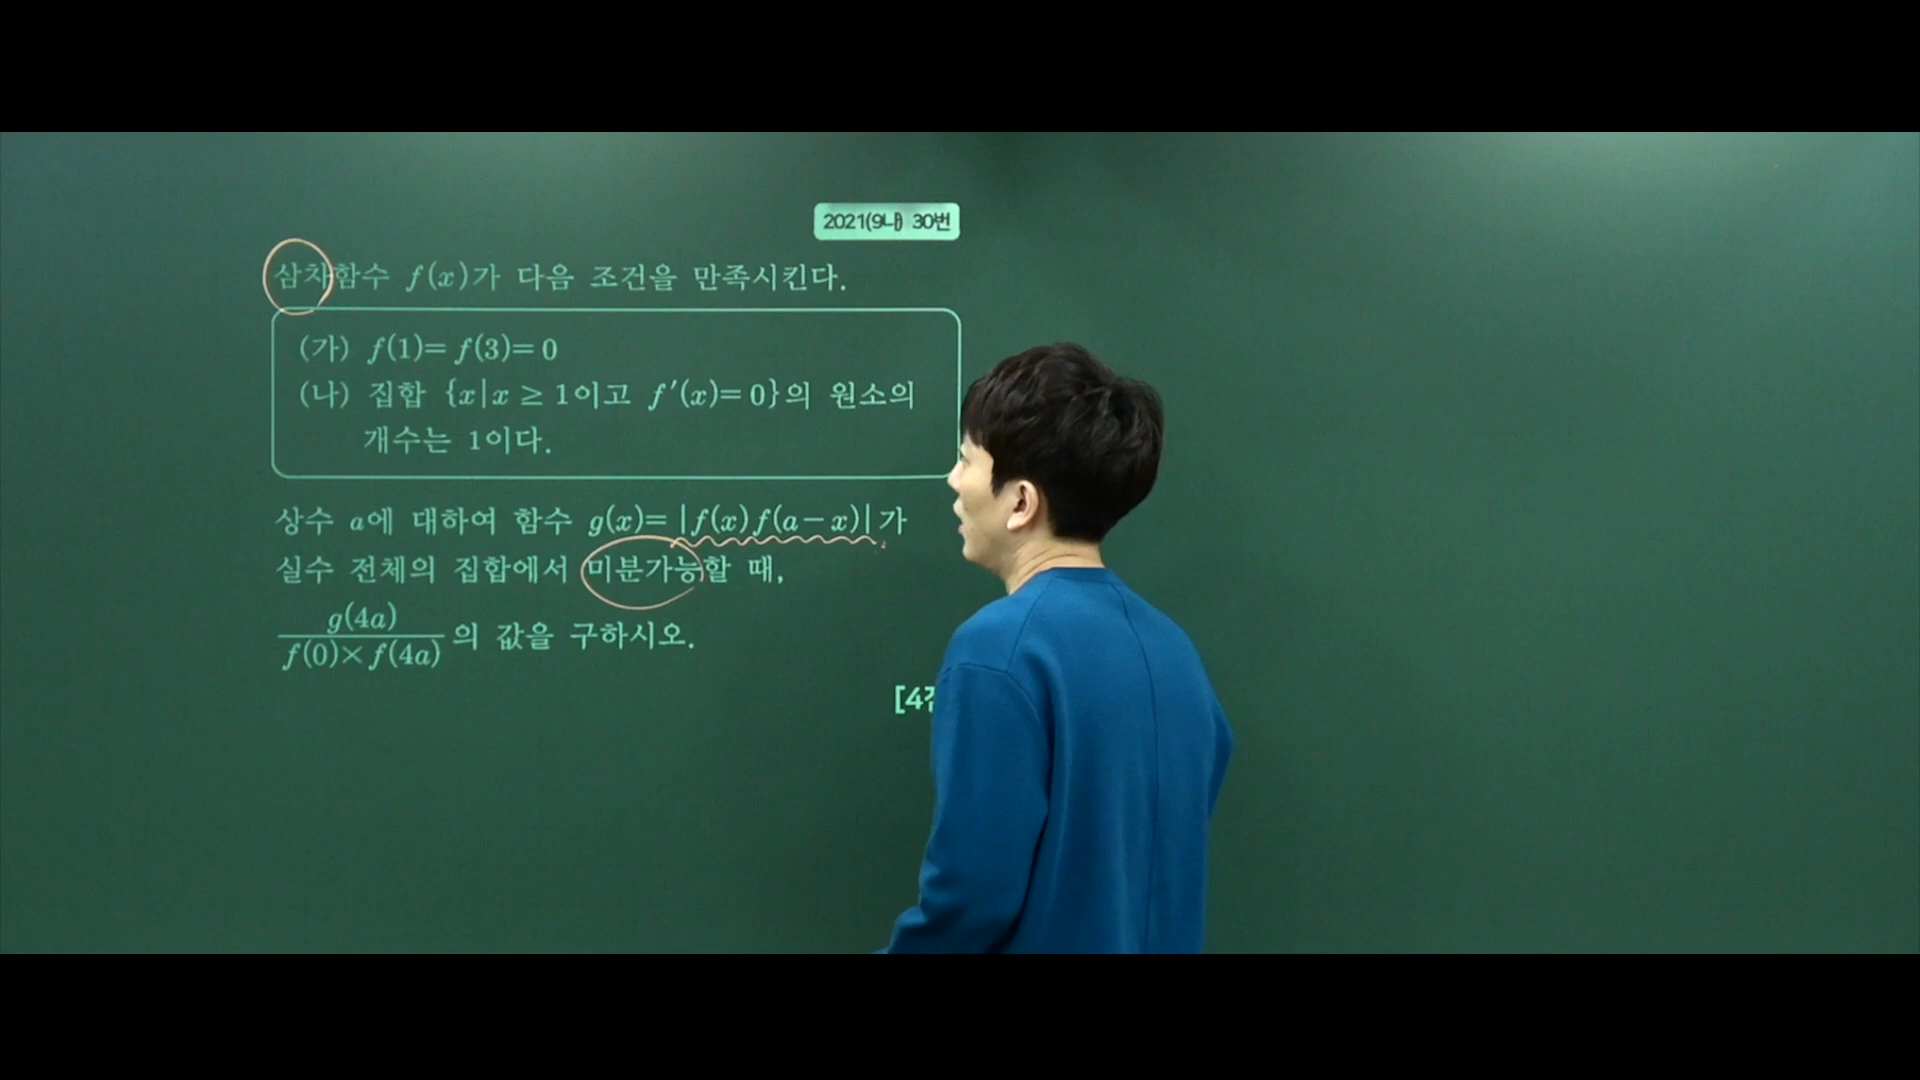 2021(9나) 30번
삼차함수 f(x)가 다음 조건을 만족시킨다.
(가) f(1)= f(3)= 0
(나) 집합 {x|x ≥ 1이고 f′(x)= 0}의 원소의
개수는 1이다.
상수 a에 대하여 함수 g(x)= |f(x)f(a-x)|가
실수 전체의 집합에서 미분가능할 때,
g(4a)
f(0)×f(4a) 의 값을 구하시오.
[4